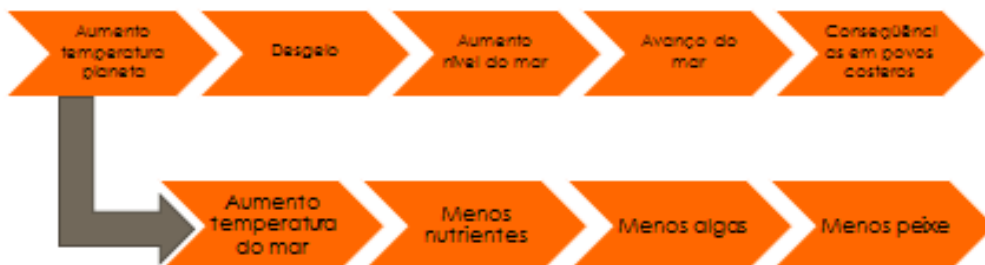 Aumento
temperatura
planeta
Desgelo
Aumento
nível do mar
Avanço do
mar
Conseqüênci
as em povos
costeros
Aumento
temperatura
do mar
Menos
nutrientes
Menos algas
Menos peixe